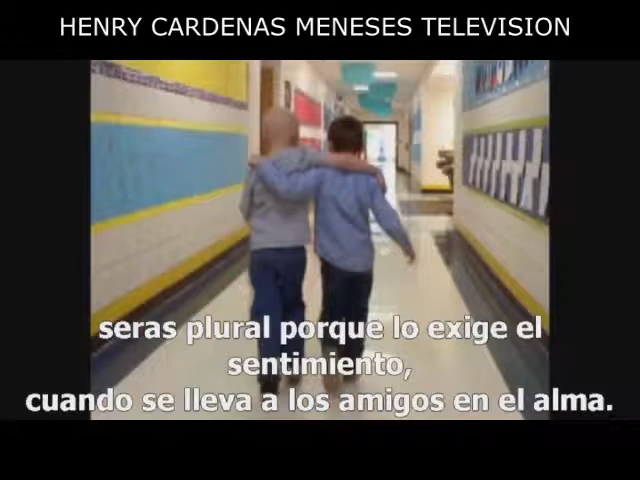 HENRY CARDENAS MENESES TELEVISION
seras plural porque lo exige el
sentimiento,
cuando se lleva a los amigos en el alma.